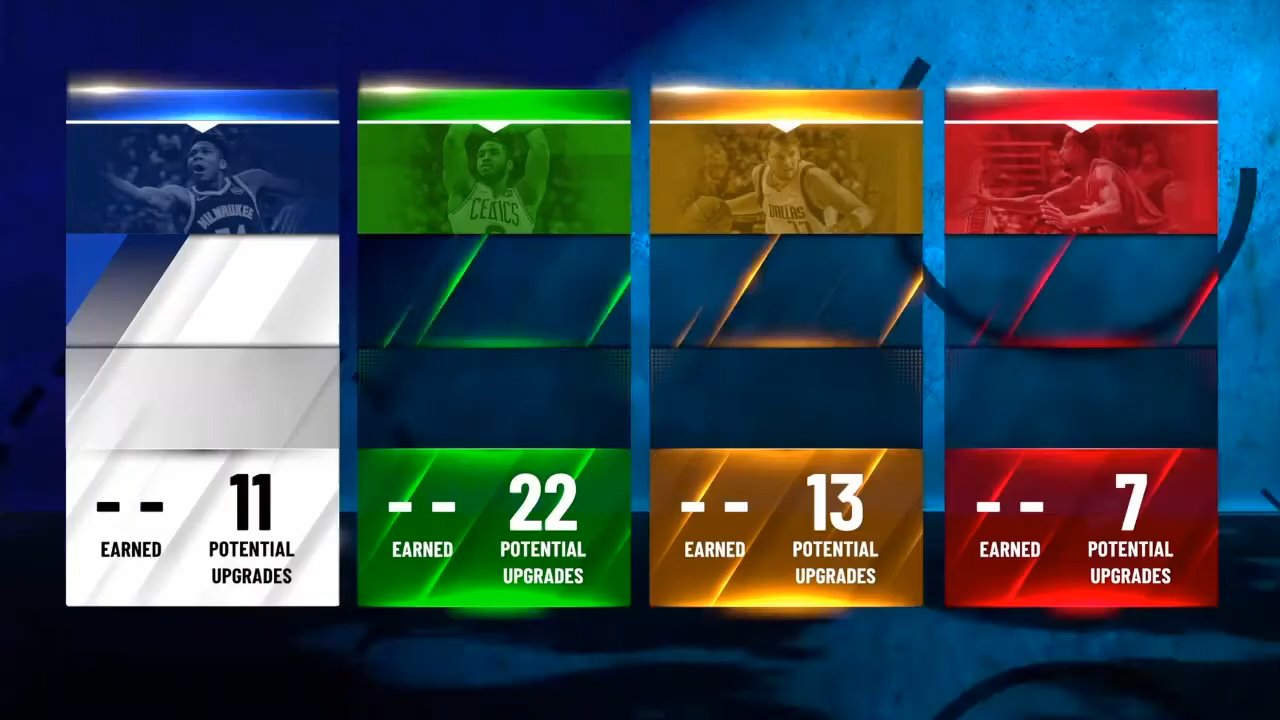 MILWAUKEE
CELTICS
DALLAS
- - 11
EARNED POTENTIAL
UPGRADES
- - 22
EARNED POTENTIAL
UPGRADES
- - 13
EARNED POTENTIAL
UPGRADES
- - 7
EARNED POTENTIAL
UPGRADES